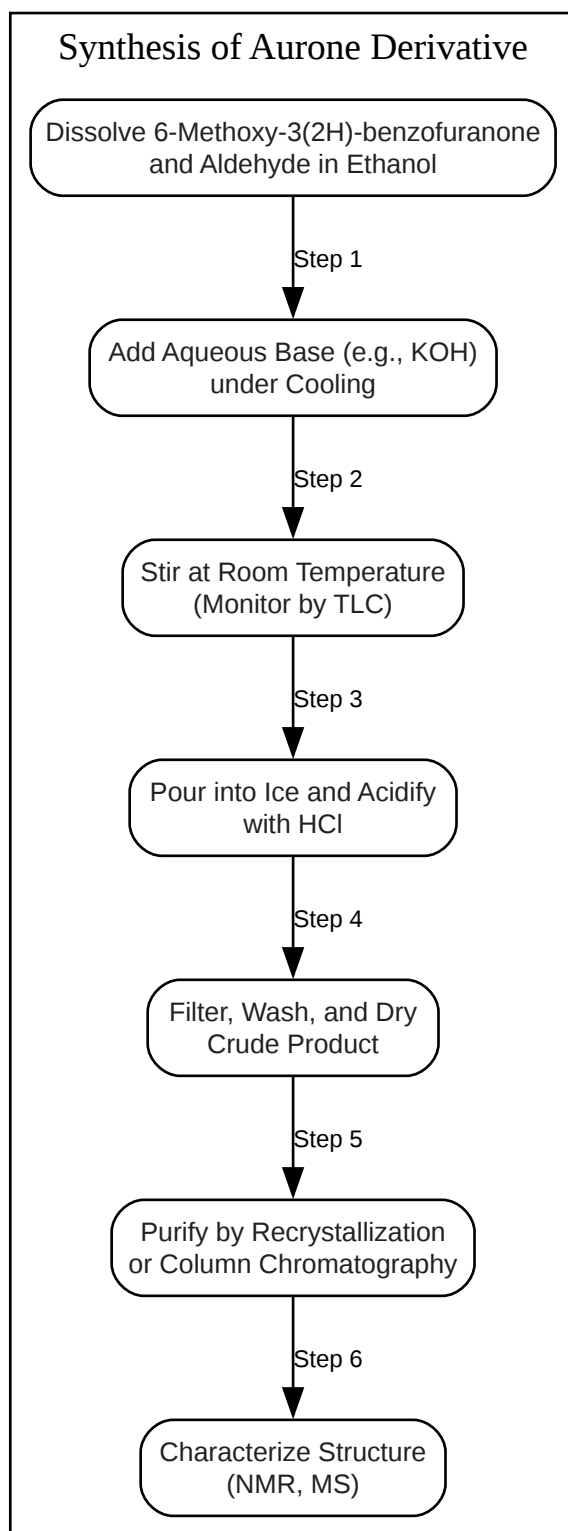 Synthesis of Aurone Derivative
Dissolve 6-Methoxy-3(2H)-benzofuranone
and Aldehyde in Ethanol
Step 1
Add Aqueous Base (e.g., KOH)
under Cooling
Step 2
Stir at Room Temperature
(Monitor by TLC)
Step 3
Pour into Ice and Acidify
with HCl
Step 4
Filter, Wash, and Dry
Crude Product
Step 5
Purify by Recrystallization
or Column Chromatography
Step 6
Characterize Structure
(NMR, MS)